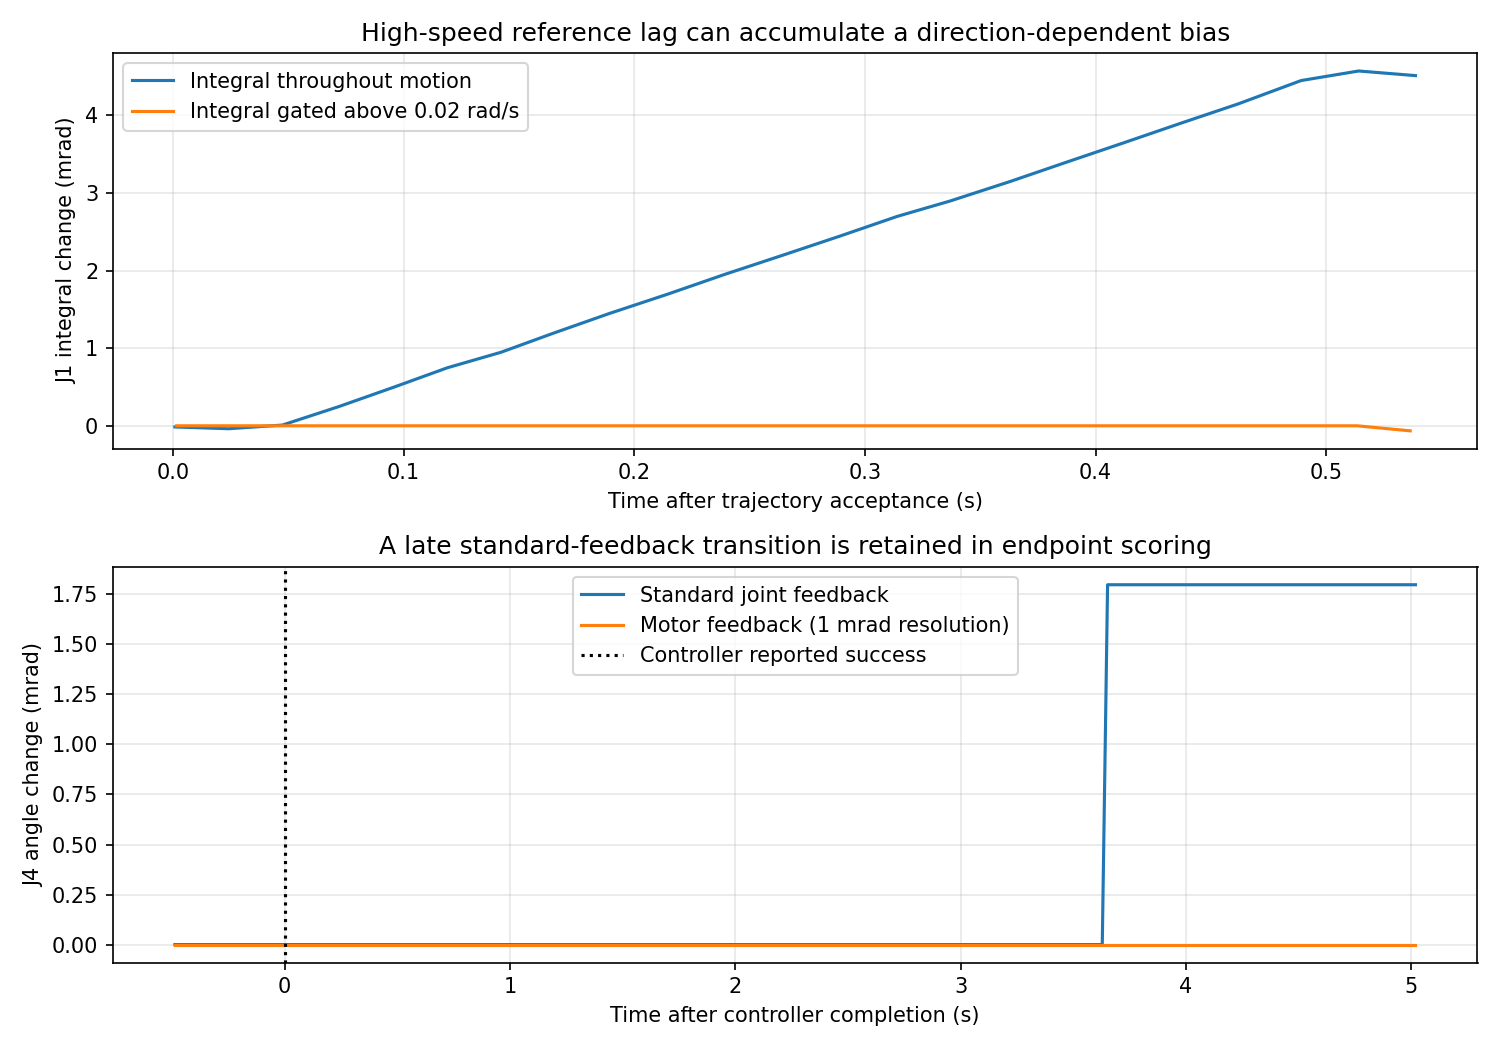 High-speed reference lag can accumulate a direction-dependent bias
Integral throughout motion
Integral gated above 0.02 rad/s
J1 integral change (mrad)
4
3
2
1
0
0.0 0.1 0.2 0.3 0.4 0.5
Time after trajectory acceptance (s)
A late standard-feedback transition is retained in endpoint scoring
Standard joint feedback
Motor feedback (1 mrad resolution)
Controller reported success
J4 angle change (mrad)
1.75
1.50
1.25
1.00
0.75
0.50
0.25
0.00
0 1 2 3 4 5
Time after controller completion (s)